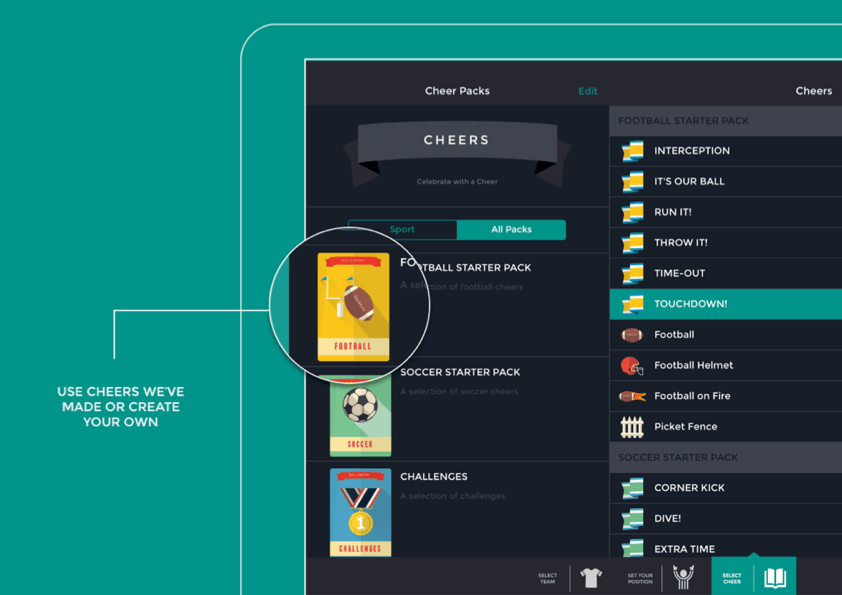 Cheer Packs
Edit
Cheers
CHEERS
Celebrate with a Cheer
Sport
All Packs
FOOTBALL
FOOTBALL STARTER PACK
A selection of football cheers
SOCCER
SOCCER STARTER PACK
A selection of soccer cheers
CHALLENGES
CHALLENGES
A selection of challenges
USE CHEERS WE'VE
MADE OR CREATE
YOUR OWN
FOOTBALL STARTER PACK
INTERCEPTION
IT'S OUR BALL
RUN IT!
THROW IT!
TIME-OUT
TOUCHDOWN!
Football
Football Helmet
Football on Fire
Picket Fence
SOCCER STARTER PACK
CORNER KICK
DIVE!
EXTRA TIME
SELECT
TEAM
SET YOUR
POSITION
SELECT
CHEER
1